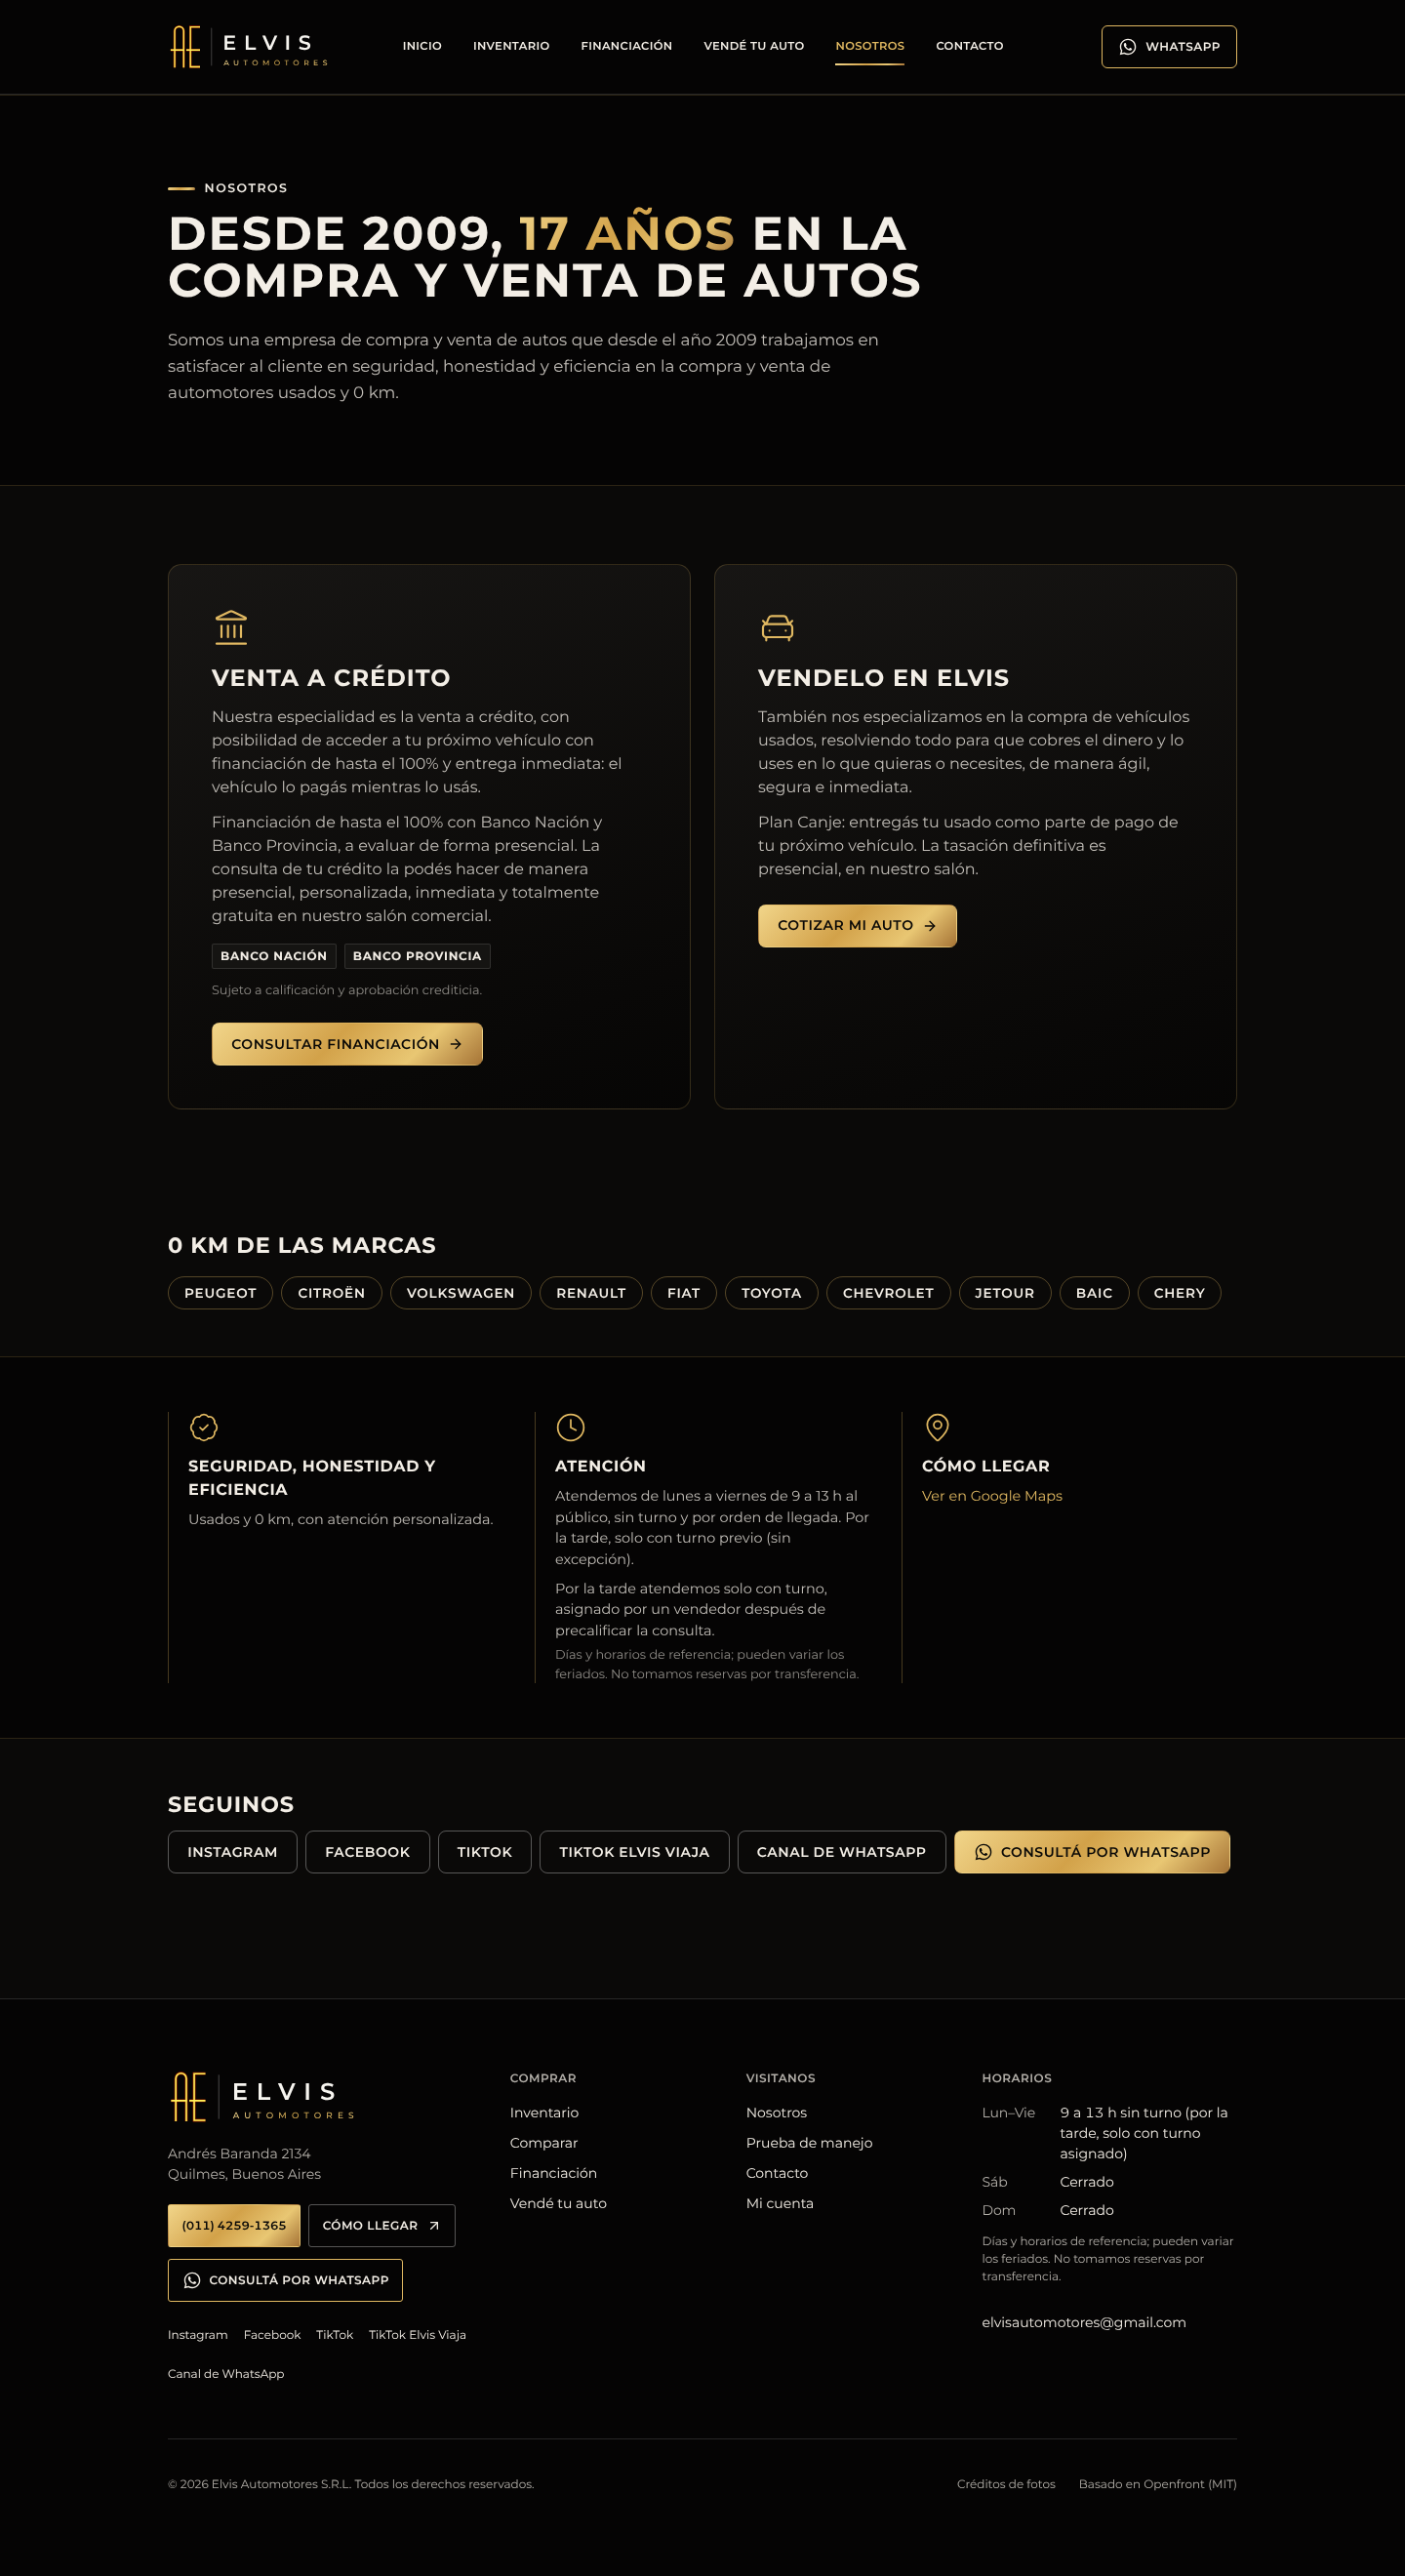 ELVIS
AUTOMOTORES
INICIO
INVENTARIO
FINANCIACIÓN
VENDÉ TU AUTO
NOSOTROS
CONTACTO
WHATSAPP
NOSOTROS
DESDE 2009, 17 AÑOS EN LA
COMPRA Y VENTA DE AUTOS
Somos una empresa de compra y venta de autos que desde el año 2009 trabajamos en
satisfacer al cliente en seguridad, honestidad y eficiencia en la compra y venta de
automotores usados y 0 km.
VENTA A CRÉDITO
Nuestra especialidad es la venta a crédito, con
posibilidad de acceder a tu próximo vehículo con
financiación de hasta el 100% y entrega inmediata: el
vehículo lo pagás mientras lo usás.
Financiación de hasta el 100% con Banco Nación y
Banco Provincia, a evaluar de forma presencial. La
consulta de tu crédito la podés hacer de manera
presencial, personalizada, inmediata y totalmente
gratuita en nuestro salón comercial.
BANCO NACIÓN
BANCO PROVINCIA
Sujeto a calificación y aprobación crediticia.
CONSULTAR FINANCIACIÓN
VENDELO EN ELVIS
También nos especializamos en la compra de vehículos
usados, resolviendo todo para que cobres el dinero y lo
uses en lo que quieras o necesites, de manera ágil,
segura e inmediata.
Plan Canje: entregás tu usado como parte de pago de
tu próximo vehículo. La tasación definitiva es
presencial, en nuestro salón.
COTIZAR MI AUTO
0 KM DE LAS MARCAS
PEUGEOT
CITROËN
VOLKSWAGEN
RENAULT
FIAT
TOYOTA
CHEVROLET
JETOUR
BAIC
CHERY
SEGURIDAD, HONESTIDAD Y
EFICIENCIA
Usados y 0 km, con atención personalizada.
ATENCIÓN
Atendemos de lunes a viernes de 9 a 13 h al
público, sin turno y por orden de llegada. Por
la tarde, solo con turno previo (sin
excepción).
Por la tarde atendemos solo con turno,
asignado por un vendedor después de
precalificar la consulta.
Días y horarios de referencia; pueden variar los
feriados. No tomamos reservas por transferencia.
CÓMO LLEGAR
Ver en Google Maps
SEGUINOS
INSTAGRAM
FACEBOOK
TIKTOK
TIKTOK ELVIS VIAJA
CANAL DE WHATSAPP
CONSULTÁ POR WHATSAPP
ELVIS
AUTOMOTORES
Andrés Baranda 2134
Quilmes, Buenos Aires
(011) 4259-1365
CÓMO LLEGAR
CONSULTÁ POR WHATSAPP
Instagram
Facebook
TikTok
TikTok Elvis Viaja
Canal de WhatsApp
COMPRAR
Inventario
Comparar
Financiación
Vendé tu auto
VISITANOS
Nosotros
Prueba de manejo
Contacto
Mi cuenta
HORARIOS
Lun–Vie 9 a 13 h sin turno (por la
tarde, solo con turno
asignado)
Sáb Cerrado
Dom Cerrado
Días y horarios de referencia; pueden variar
los feriados. No tomamos reservas por
transferencia.
elvisautomotores@gmail.com
© 2026 Elvis Automotores S.R.L. Todos los derechos reservados.
Créditos de fotos
Basado en Openfront (MIT)